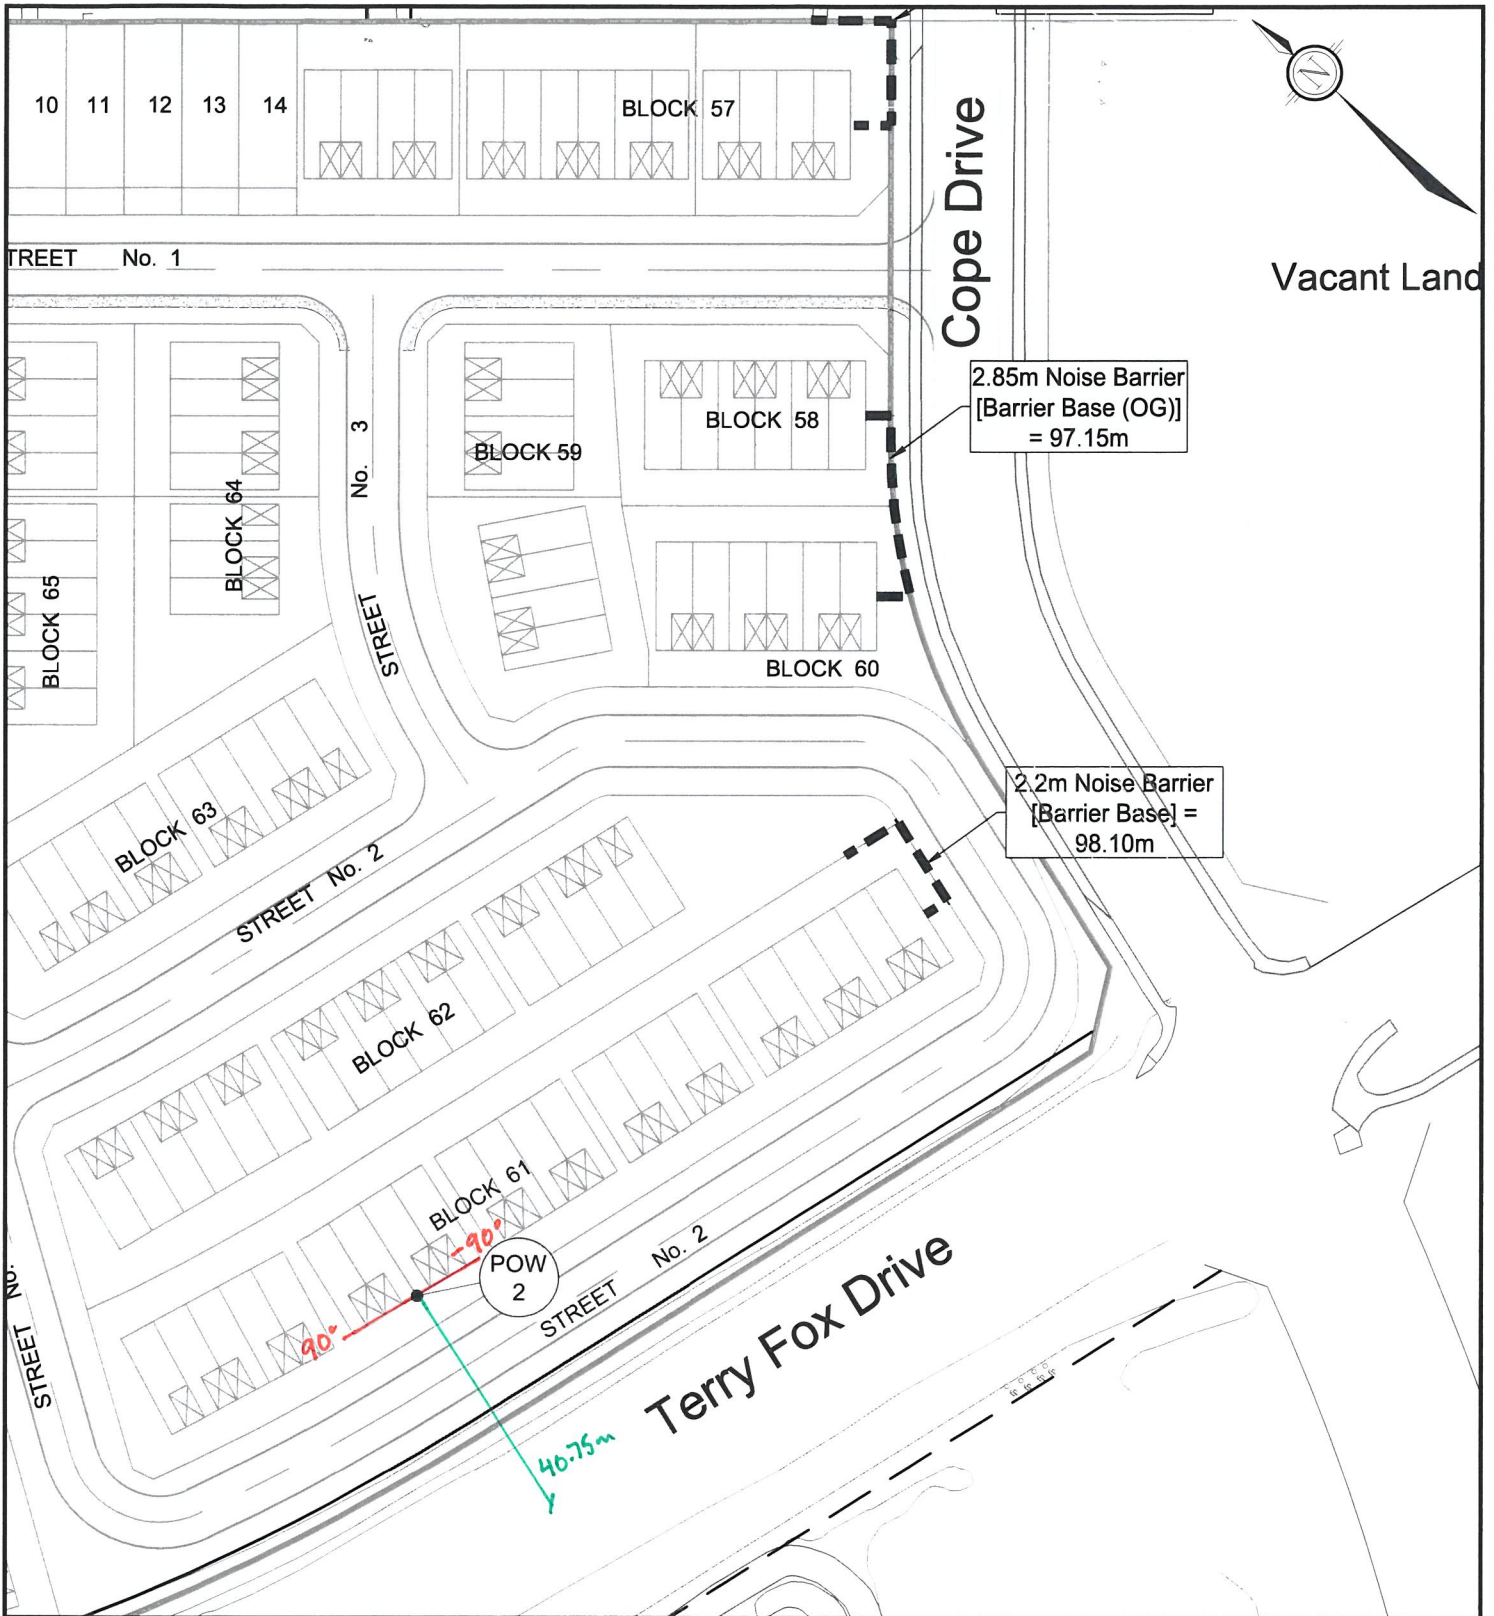 10 11 12 13 14
BLOCK 57
N
Cope Drive
TREET No. 1
Vacant Land
2.85m Noise Barrier
[Barrier Base (OG)]
= 97.15m
BLOCK 58
BLOCK 59
STREET No. 3
BLOCK 64
BLOCK 65
BLOCK 60
2.2m Noise Barrier
[Barrier Base] =
98.10m
BLOCK 63
STREET No. 2
BLOCK 62
BLOCK 61
-90°
POW
2
90°
STREET No. 2
STREET No.
Terry Fox Drive
40.75m